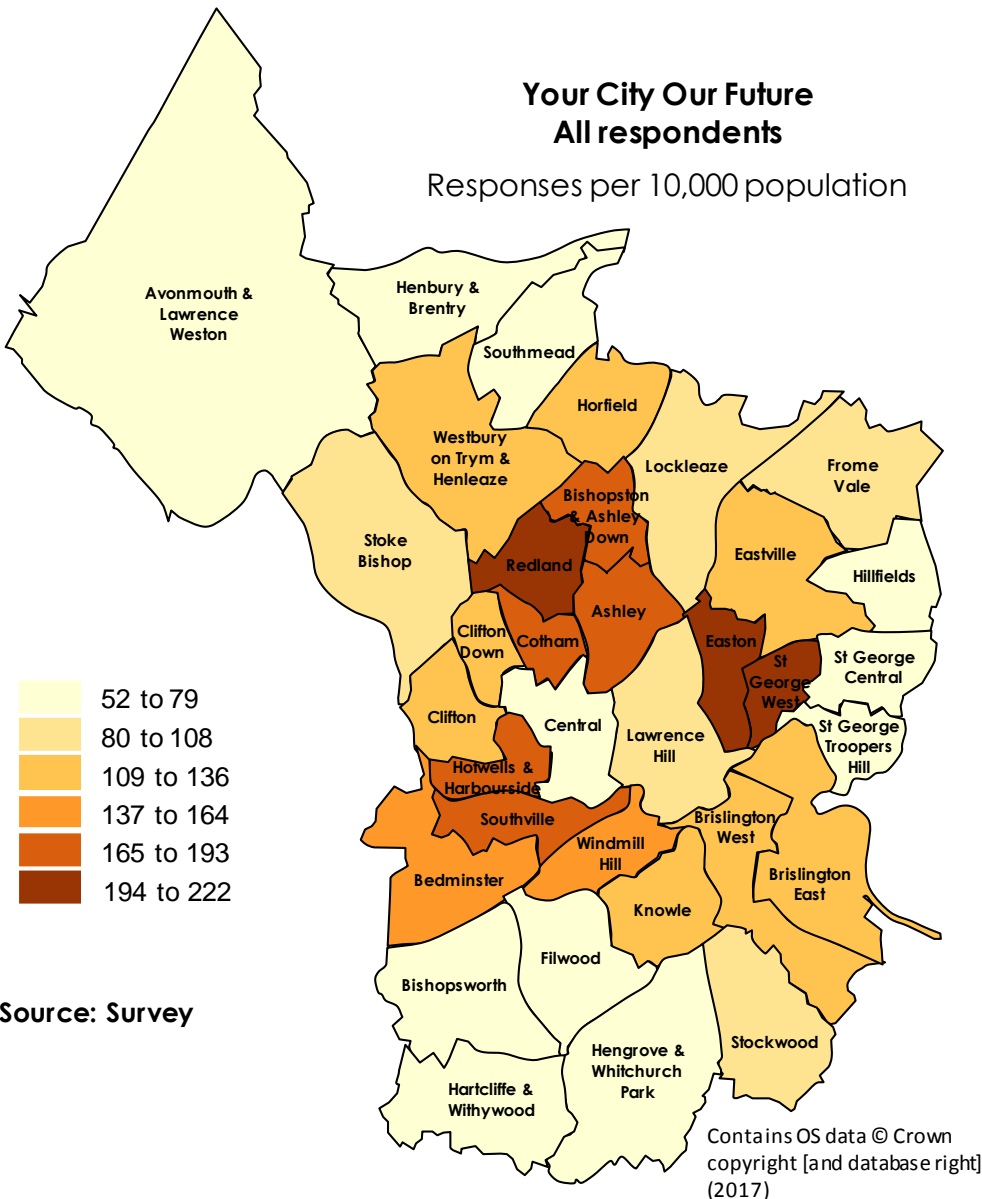 Your City Our Future
All respondents
Responses per 10,000 population
Avonmouth &
Lawrence
Weston
Henbury &
Brentry
Southmead
Horfield
Westbury
on Trym &
Henleaze
Lockleaze
Frome
Vale
Bishopston
& Ashley
Down
Stoke
Bishop
Redland
Eastville
Hillfields
Ashley
Clifton
Down
Cotham
Easton
St
George
West
St George
Central
Clifton
Central
Lawrence
Hill
St George
Troopers
Hill
Hotwells &
Harbourside
Southville
Brislington
West
Windmill
Hill
Bedminster
Brislington
East
Knowle
Filwood
Bishopsworth
Stockwood
Hengrove &
Whitchurch
Park
Hartcliffe &
Withywood
52 to 79
80 to 108
109 to 136
137 to 164
165 to 193
194 to 222
Source: Survey
Contains OS data © Crown
copyright [and database right]
(2017)